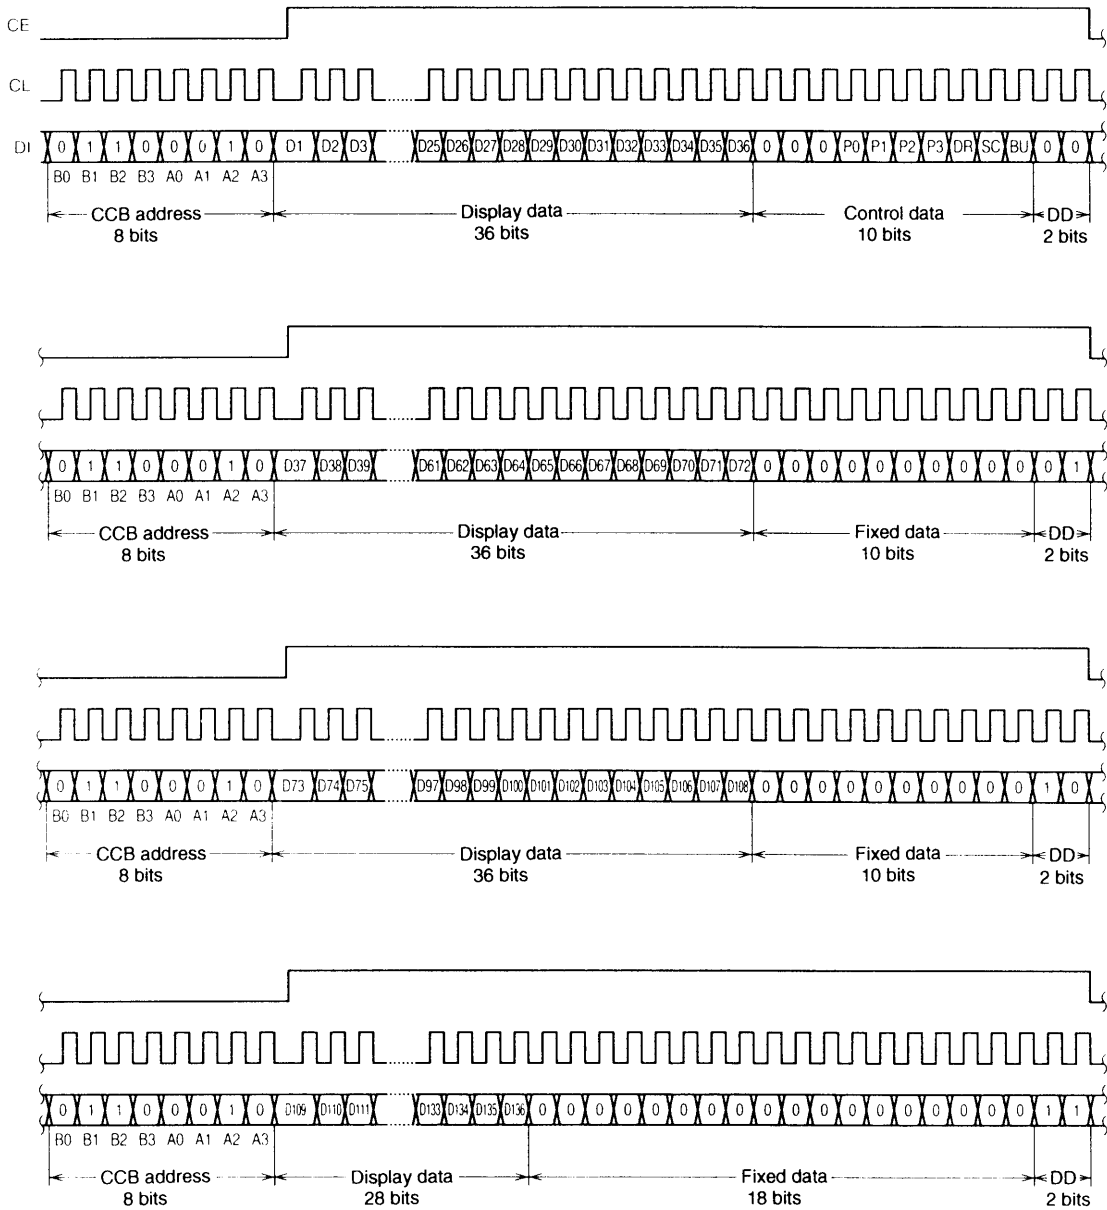 CE
CL
DI 0 1 1 0 0 0 1 0 D1 D2 D3 D25 D26 D27 D28 D29 D30 D31 D32 D33 D34 D35 D36 0 0 0 P0 P1 P2 P3 DR SC BU 0 0
B0 B1 B2 B3 A0 A1 A2 A3
CCB address Display data Control data DD
8 bits 36 bits 10 bits 2 bits
0 1 1 0 0 0 1 0 D37 D38 D39 D61 D62 D63 D64 D65 D66 D67 D68 D69 D70 D71 D72 0 0 0 0 0 0 0 0 0 0 0 1
B0 B1 B2 B3 A0 A1 A2 A3
CCB address Display data Fixed data DD
8 bits 36 bits 10 bits 2 bits
0 1 1 0 0 0 1 0 D73 D74 D75 D97 D98 D99 D100 D101 D102 D103 D104 D105 D106 D107 D108 0 0 0 0 0 0 0 0 0 0 1 0
B0 B1 B2 B3 A0 A1 A2 A3
CCB address Display data Fixed data DD
8 bits 36 bits 10 bits 2 bits
0 1 1 0 0 0 1 0 D109 D110 D111 D133 D134 D135 D136 0 0 0 0 0 0 0 0 0 0 0 0 0 0 0 0 0 0 1 1
B0 B1 B2 B3 A0 A1 A2 A3
CCB address Display data Fixed data DD
8 bits 28 bits 18 bits 2 bits